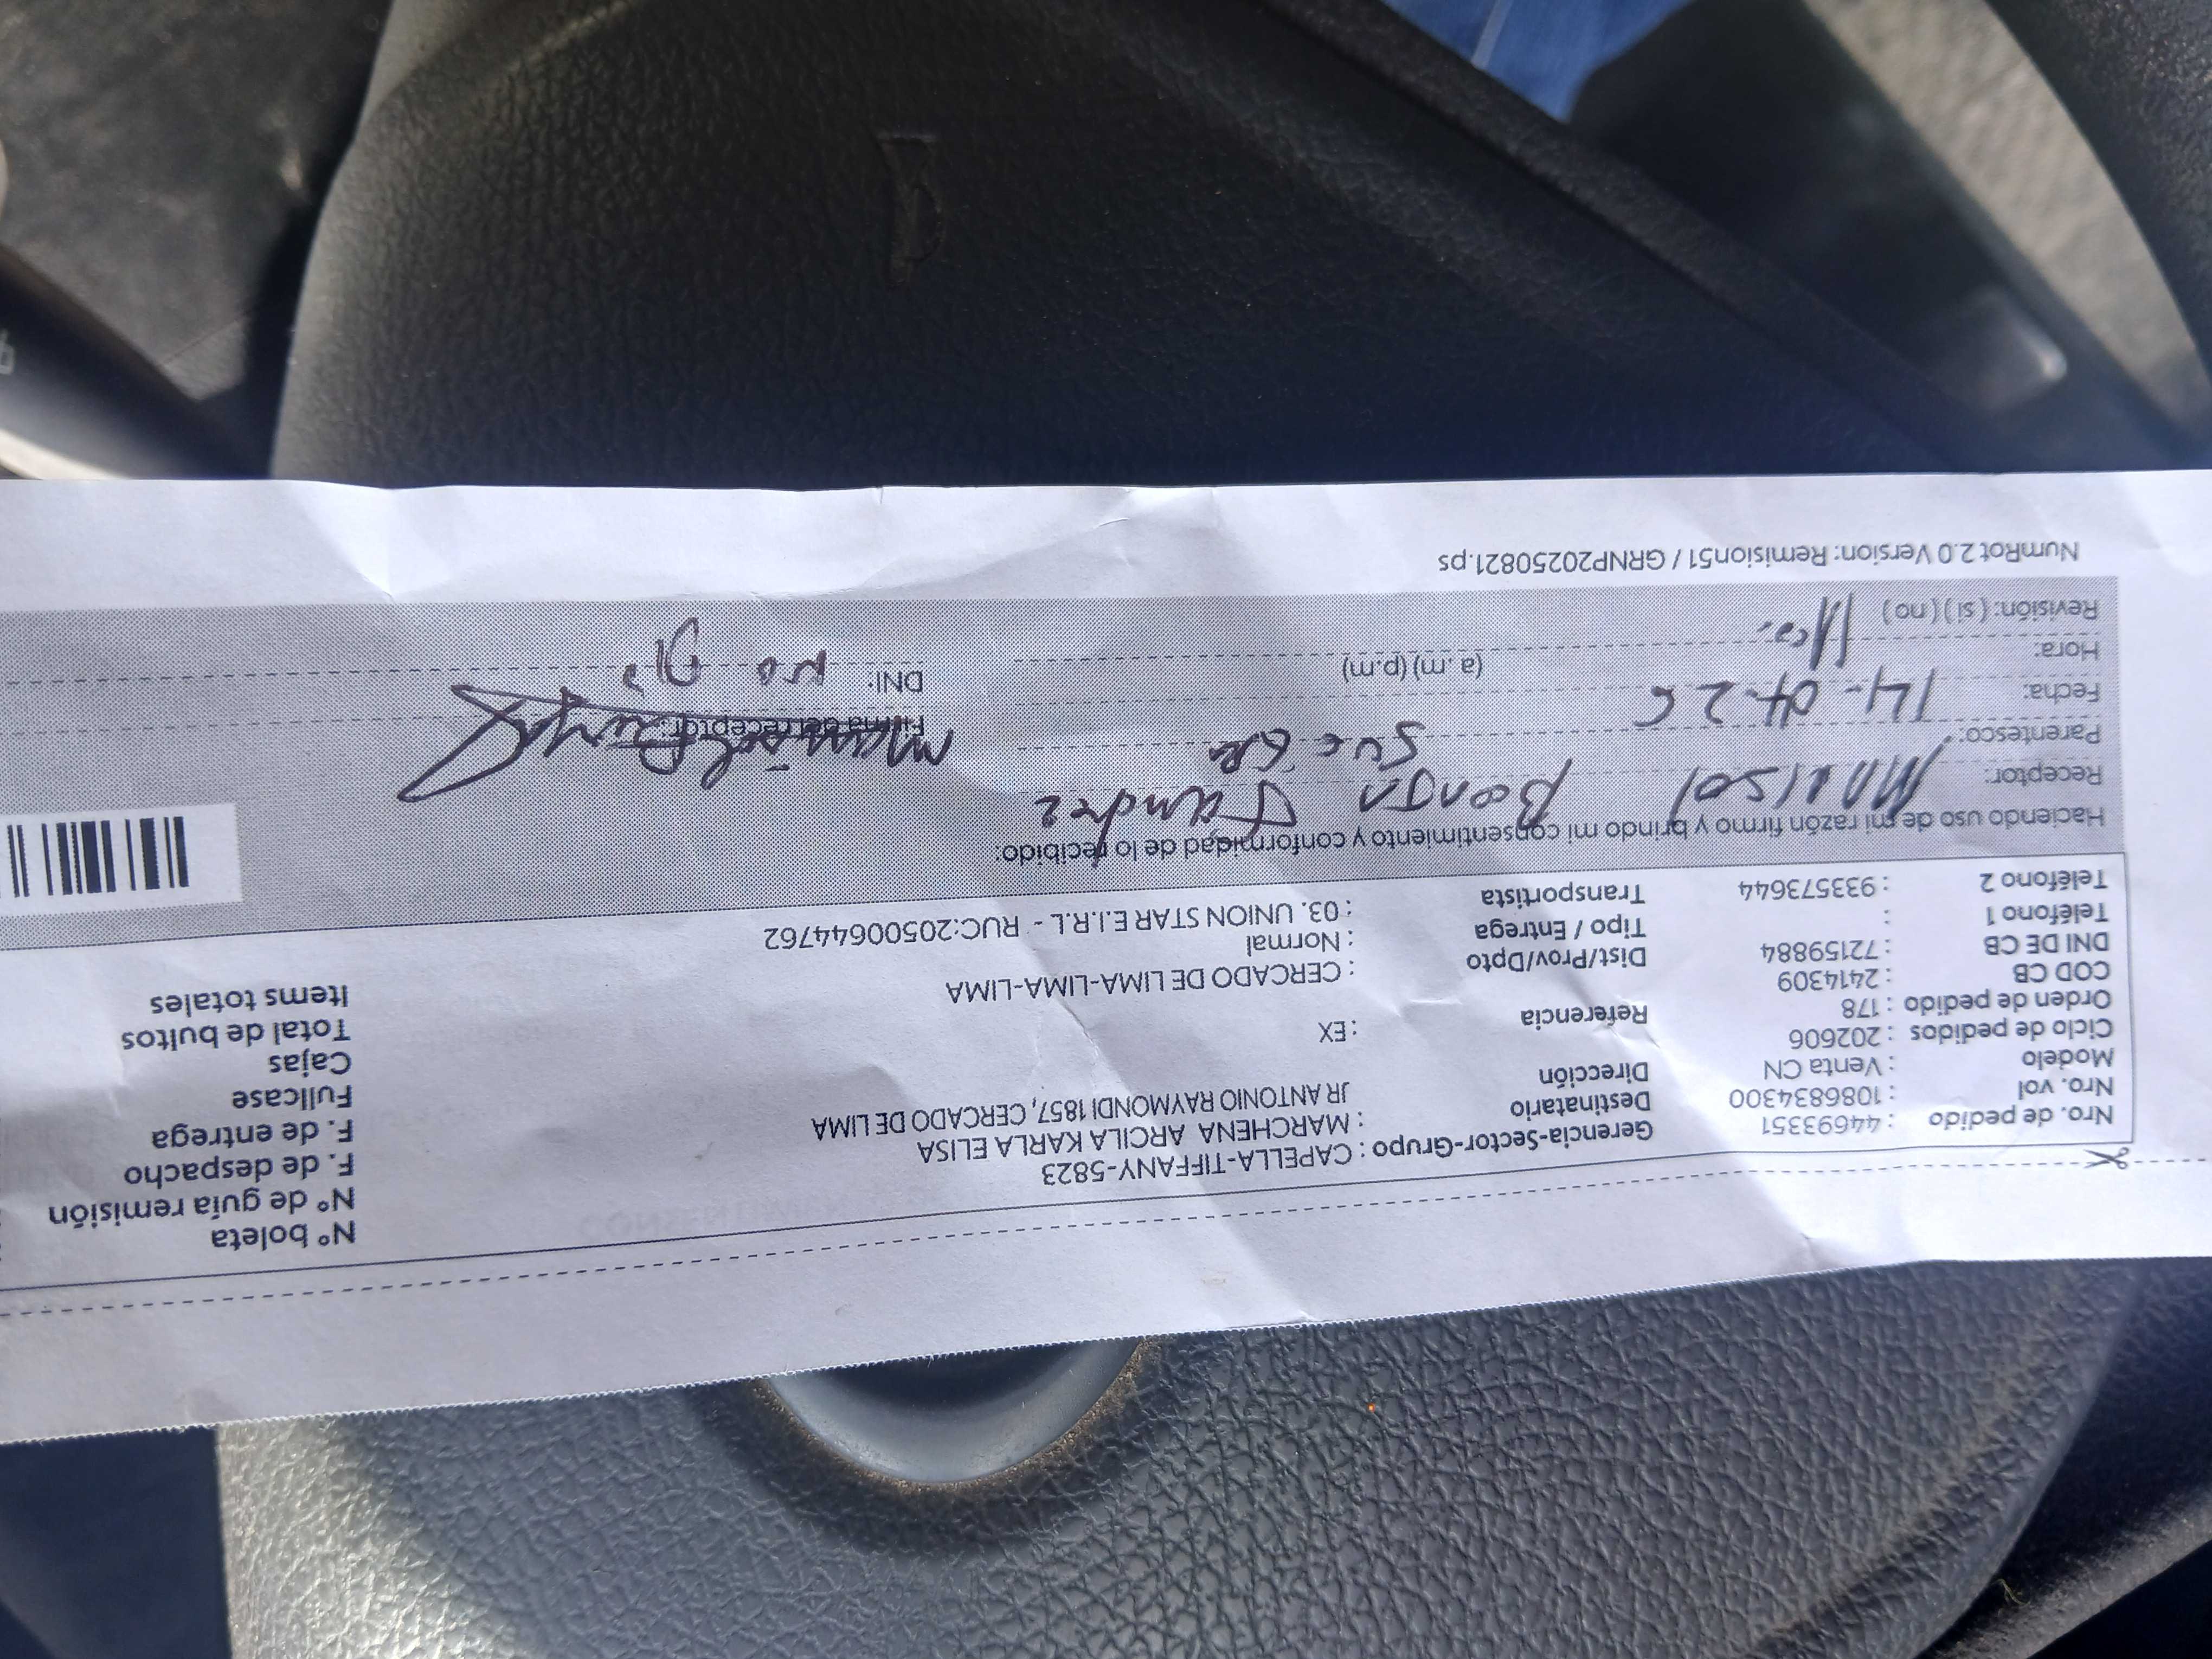 Gerencia-Sector-Grupo : CAPELLA-TIFFANY-5823
Nro. de pedido : 44693351
Nro. vol : 1086834300
Modelo : Venta CN
Ciclo de pedidos : 202606
Orden de pedido : 178
COD CB : 2414309
DNI DE CB : 72159884
Teléfono 1 :
Teléfono 2 : 933573644
Destinatario : MARCHENA ARCILA KARLA ELISA
Dirección JR ANTONIO RAYMONDI 1857, CERCADO DE LIMA
Referencia : EX
Dist/Prov/Dpto : CERCADO DE LIMA-LIMA-LIMA
Tipo / Entrega : Normal
Transportista : 03. UNION STAR E.I.R.L - RUC:20500644762
N° boleta
N° de guía remisión
F. de despacho
F. de entrega
Fullcase
Cajas
Total de bultos
Items totales
Haciendo uso de mi razón firmo y brindo mi consentimiento y conformidad de lo recibido:
Receptor: Marisol
Parentesco: Suegra
Fecha: 14-04-26
Hora: (a. m) (p.m)
Revisión: ( si ) ( no )
Firma del receptor:
DNI: no dio
NumRot 2.0 Version: Remision51 / GRNP20250821.ps